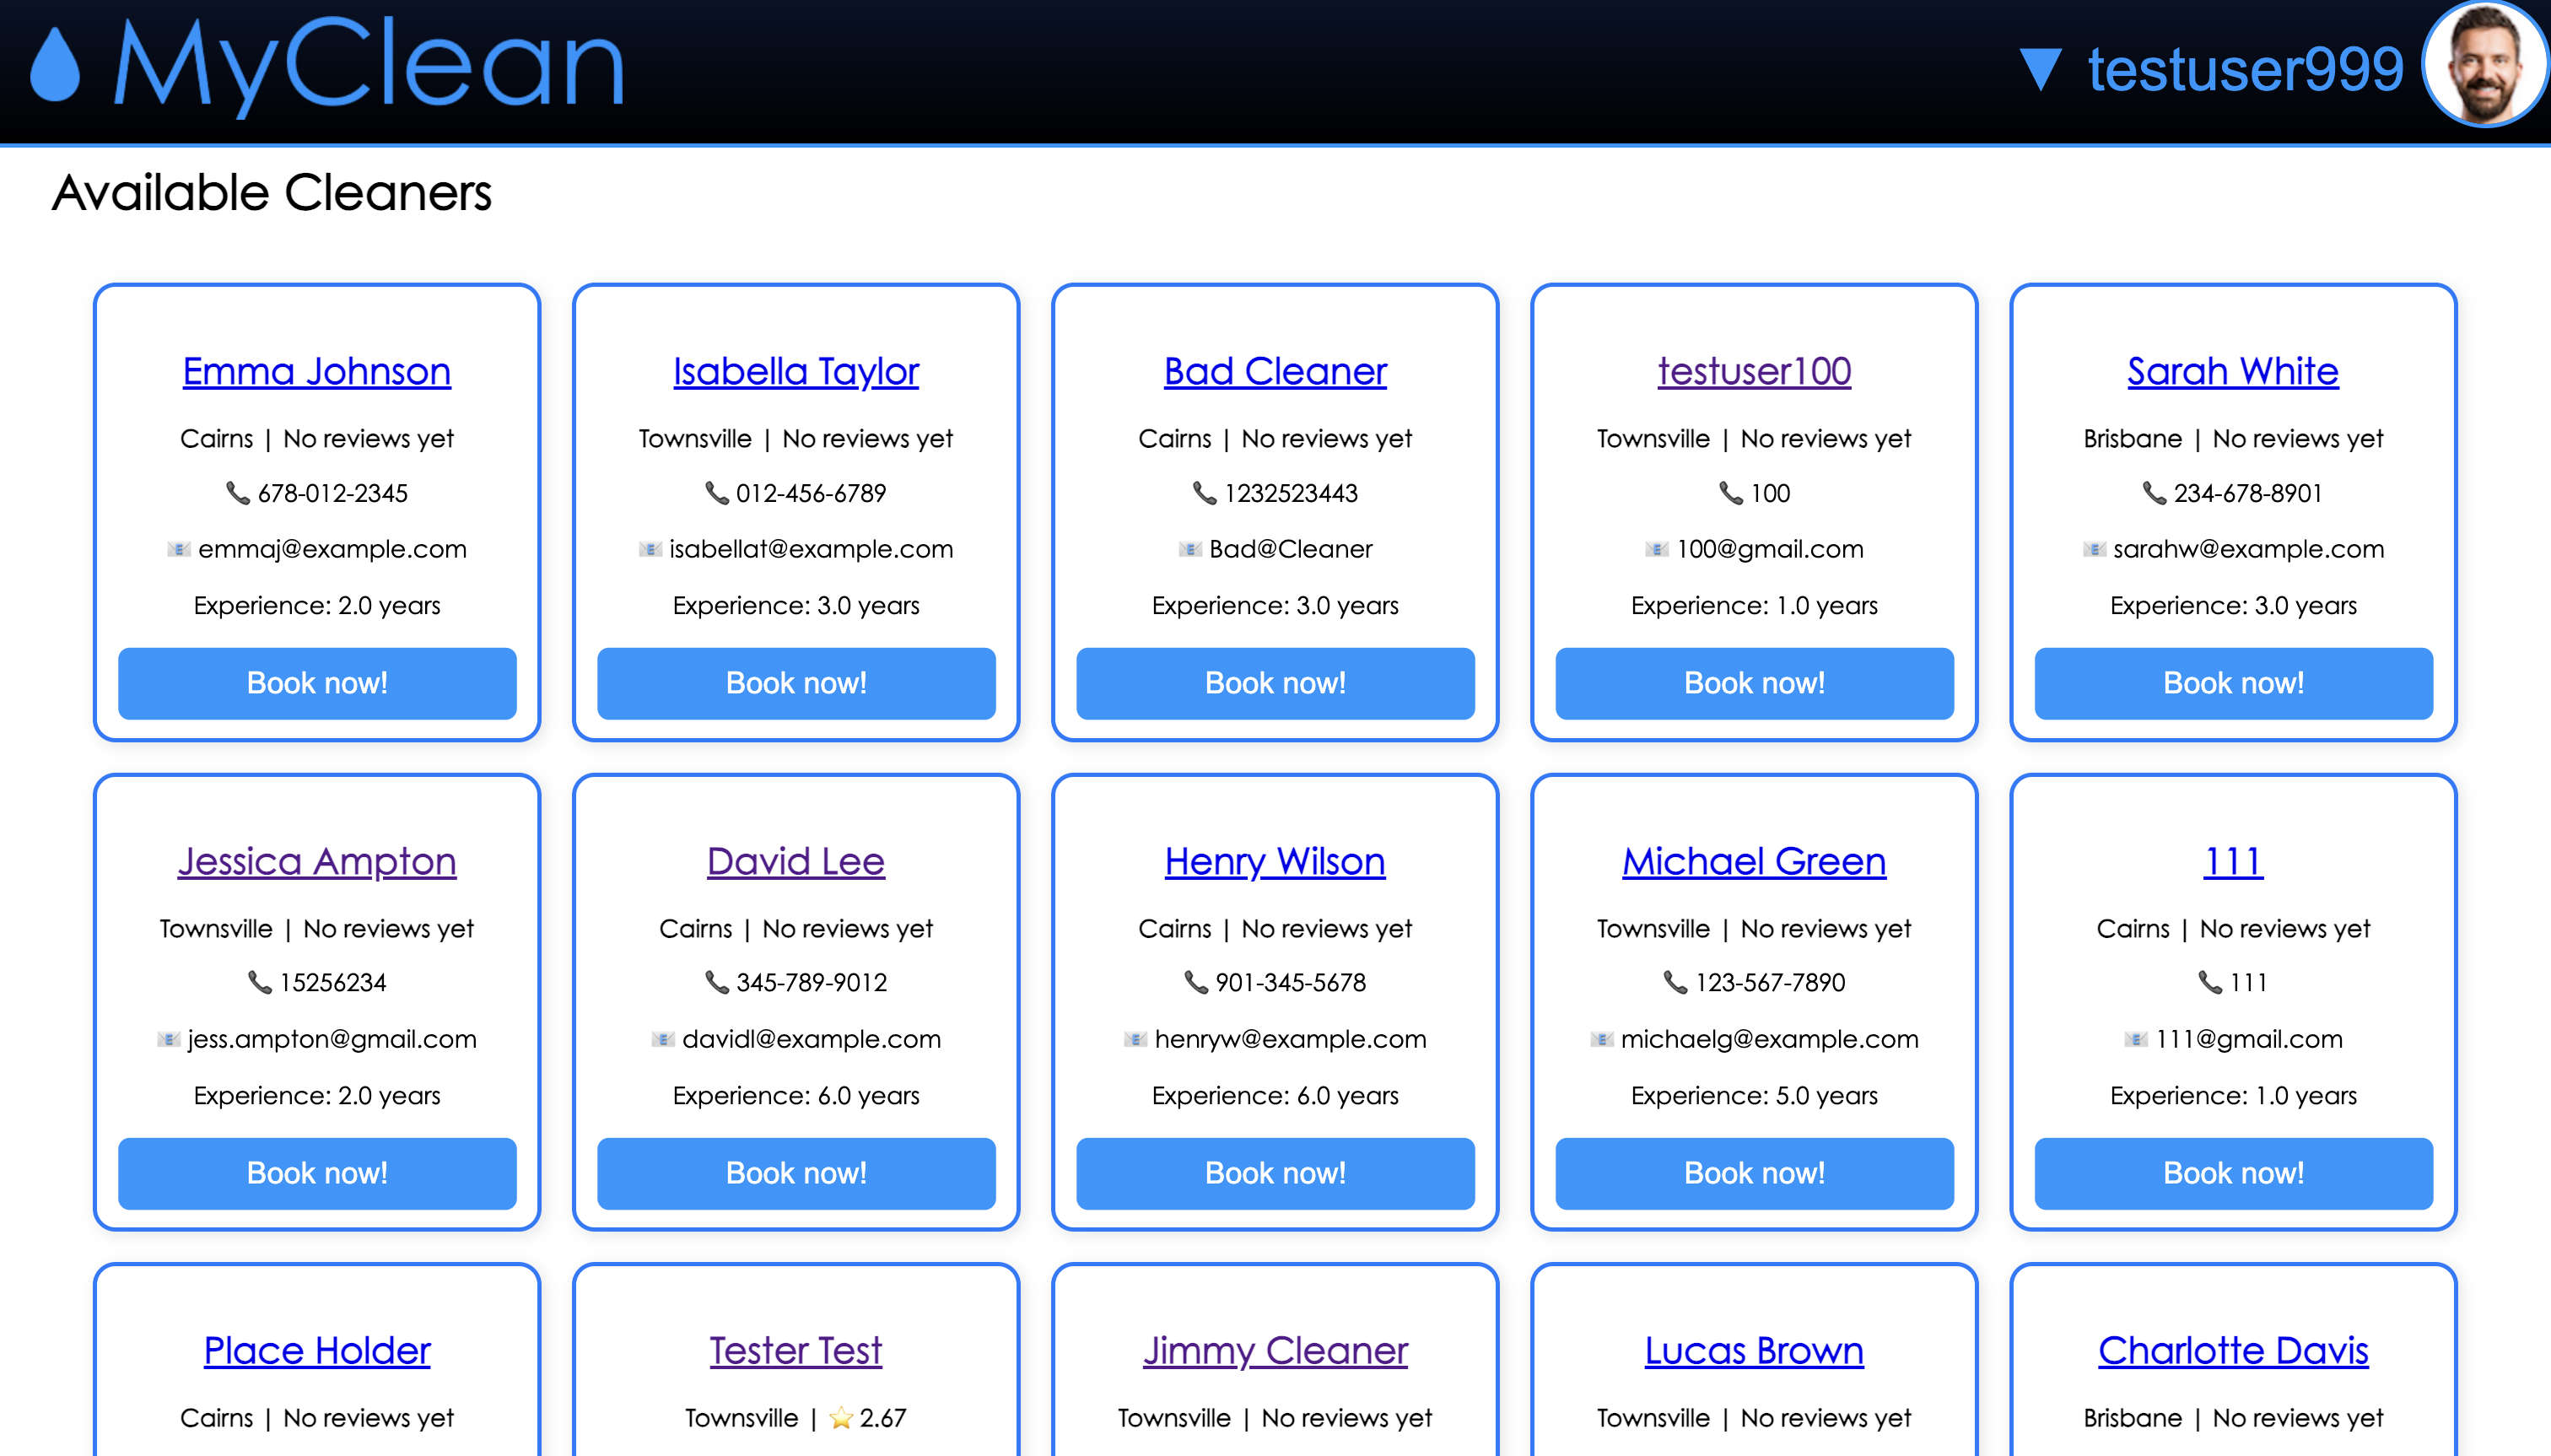 MyClean
▼ testuser999
Available Cleaners
Emma Johnson
Cairns | No reviews yet
📞 678-012-2345
📧 emmaj@example.com
Experience: 2.0 years
Book now!
Isabella Taylor
Townsville | No reviews yet
📞 012-456-6789
📧 isabellat@example.com
Experience: 3.0 years
Book now!
Bad Cleaner
Cairns | No reviews yet
📞 1232523443
📧 Bad@Cleaner
Experience: 3.0 years
Book now!
testuser100
Townsville | No reviews yet
📞 100
📧 100@gmail.com
Experience: 1.0 years
Book now!
Sarah White
Brisbane | No reviews yet
📞 234-678-8901
📧 sarahw@example.com
Experience: 3.0 years
Book now!
Jessica Ampton
Townsville | No reviews yet
📞 15256234
📧 jess.ampton@gmail.com
Experience: 2.0 years
Book now!
David Lee
Cairns | No reviews yet
📞 345-789-9012
📧 davidl@example.com
Experience: 6.0 years
Book now!
Henry Wilson
Cairns | No reviews yet
📞 901-345-5678
📧 henryw@example.com
Experience: 6.0 years
Book now!
Michael Green
Townsville | No reviews yet
📞 123-567-7890
📧 michaelg@example.com
Experience: 5.0 years
Book now!
111
Cairns | No reviews yet
📞 111
📧 111@gmail.com
Experience: 1.0 years
Book now!
Place Holder
Cairns | No reviews yet
Tester Test
Townsville | ⭐ 2.67
Jimmy Cleaner
Townsville | No reviews yet
Lucas Brown
Townsville | No reviews yet
Charlotte Davis
Brisbane | No reviews yet